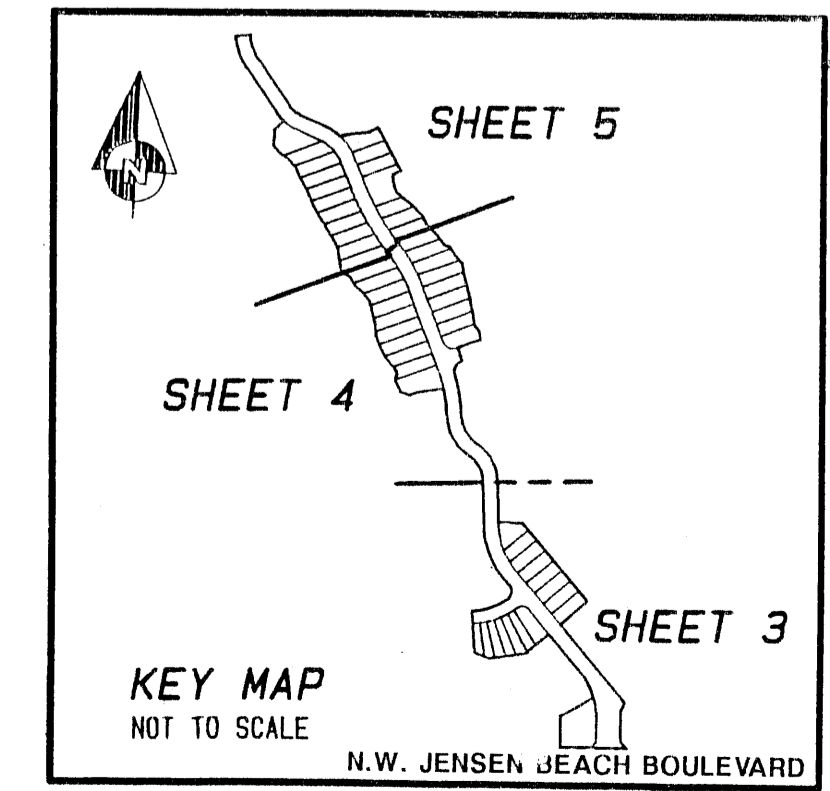 SHEET 5
N
SHEET 4
SHEET 3
KEY MAP
NOT TO SCALE
N.W. JENSEN BEACH BOULEVARD